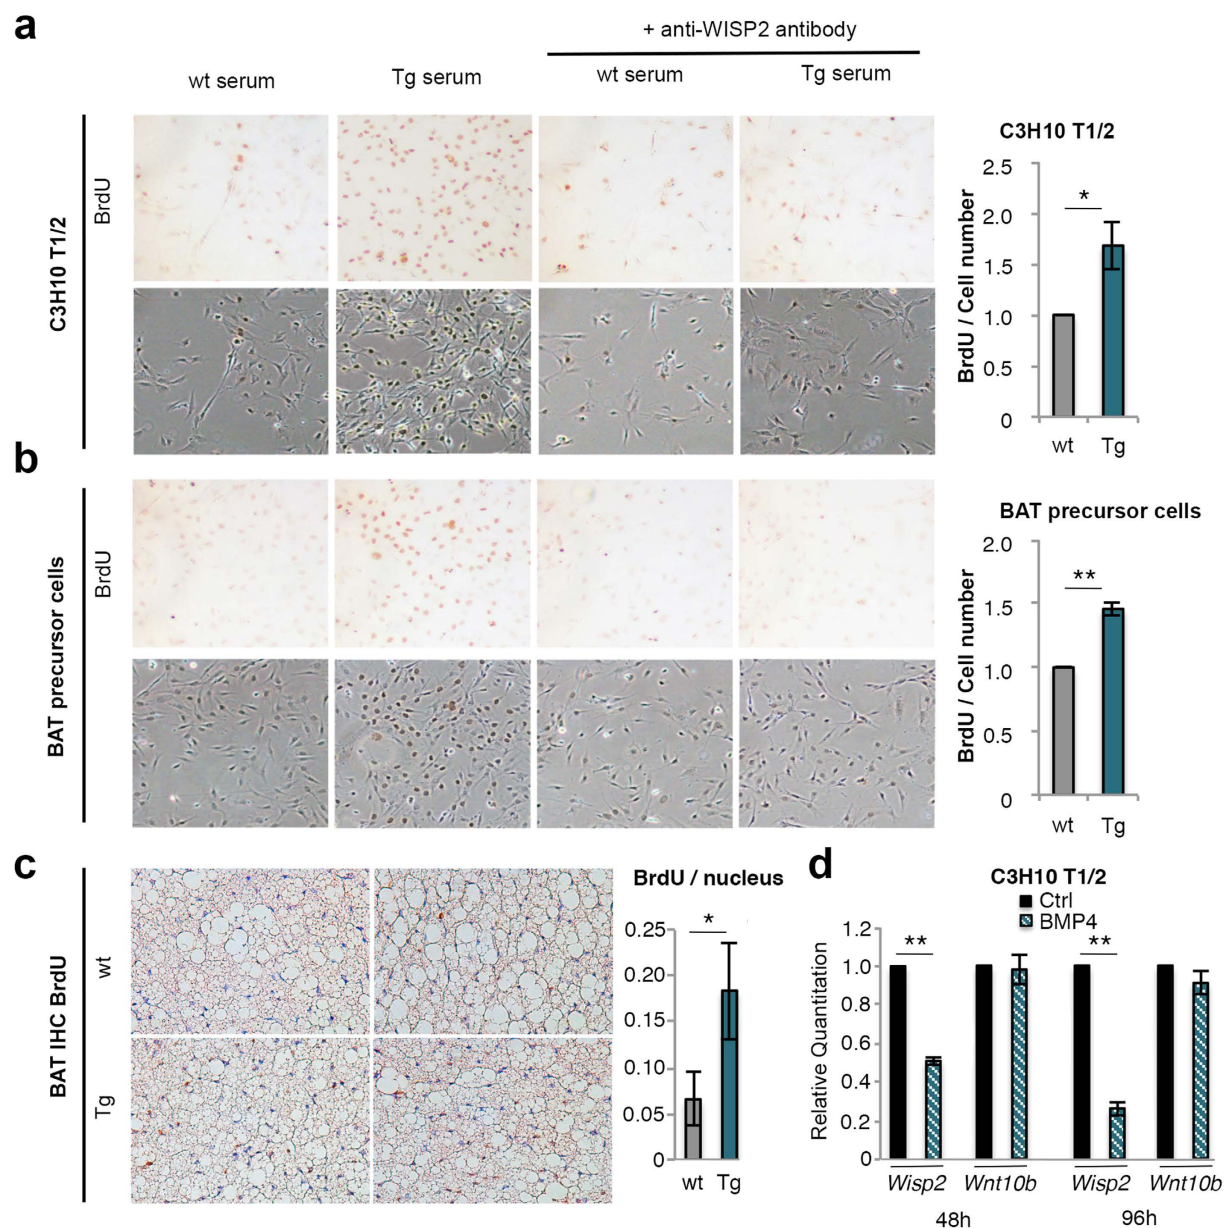 a
+ anti-WISP2 antibody
wt serum
Tg serum
wt serum
Tg serum
C3H10 T1/2
BrdU
C3H10 T1/2
BrdU / Cell number
2.5
2.0
1.5
1.0
0.5
0
*
wt
Tg
b
BAT precursor cells
BrdU
BAT precursor cells
BrdU / Cell number
2.0
1.5
1.0
0.5
0
**
wt
Tg
c
BAT IHC BrdU
wt
Tg
BrdU / nucleus
0.25
0.20
0.15
0.10
0.05
0
*
wt
Tg
d
C3H10 T1/2
Ctrl
BMP4
Relative Quantitation
1.2
1.0
0.8
0.6
0.4
0.2
0
**
**
Wisp2
Wnt10b
Wisp2
Wnt10b
48h
96h